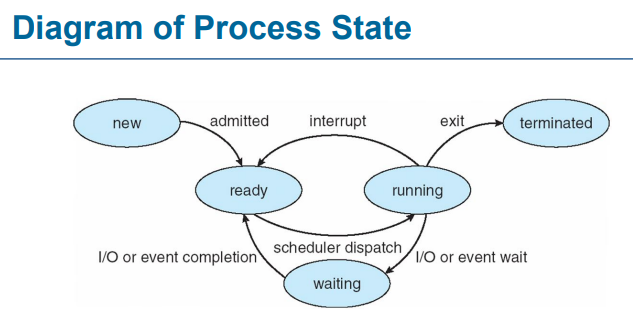 Diagram of Process State
new
admitted
interrupt
exit
terminated
ready
running
I/O or event completion
scheduler dispatch
I/O or event wait
waiting